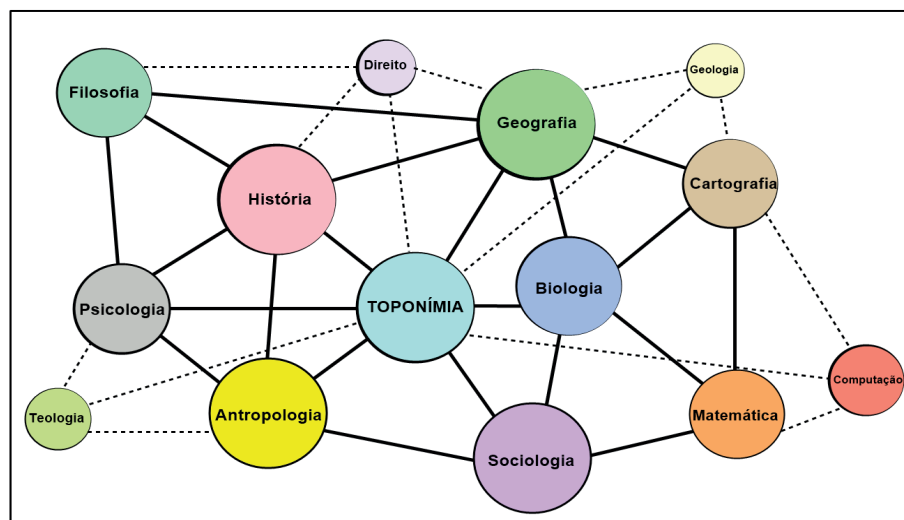 Direito
Geologia
Filosofia
Geografia
Cartografia
História
Biologia
TOPONÍMIA
Psicologia
Computação
Teologia
Antropologia
Matemática
Sociologia